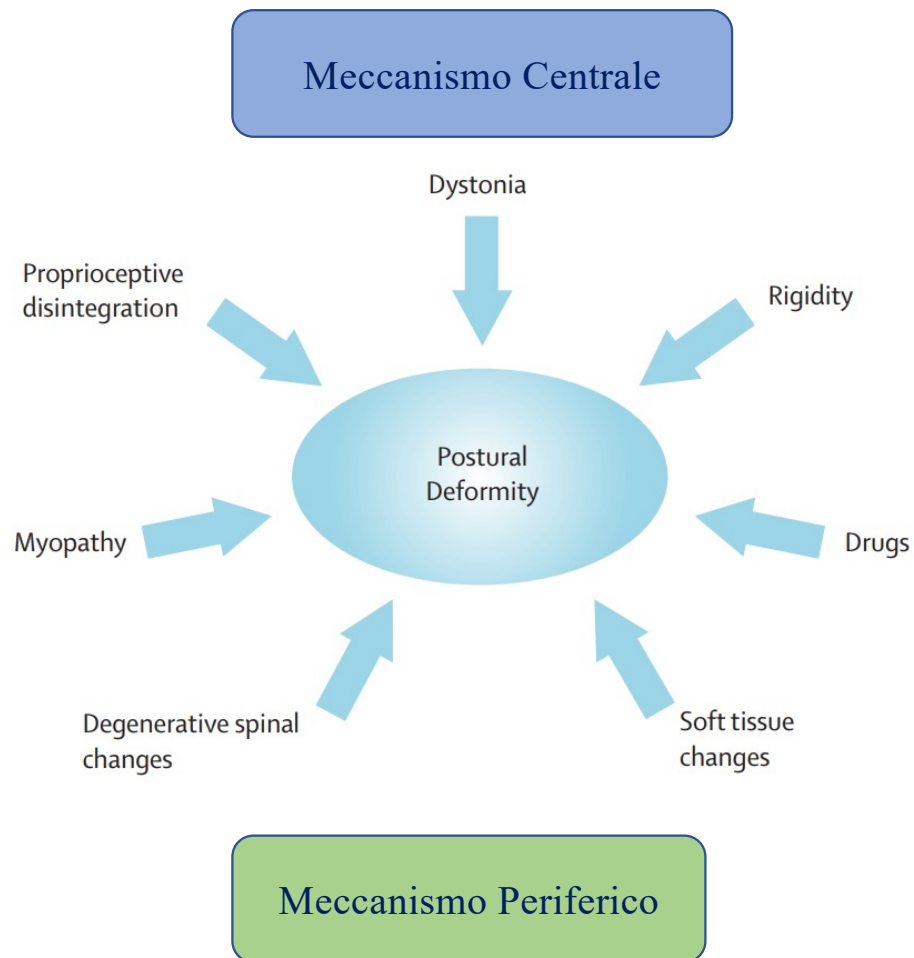 Meccanismo Centrale
Dystonia
Proprioceptive
disintegration
Rigidity
Postural
Deformity
Myopathy
Drugs
Degenerative spinal
changes
Soft tissue
changes
Meccanismo Periferico